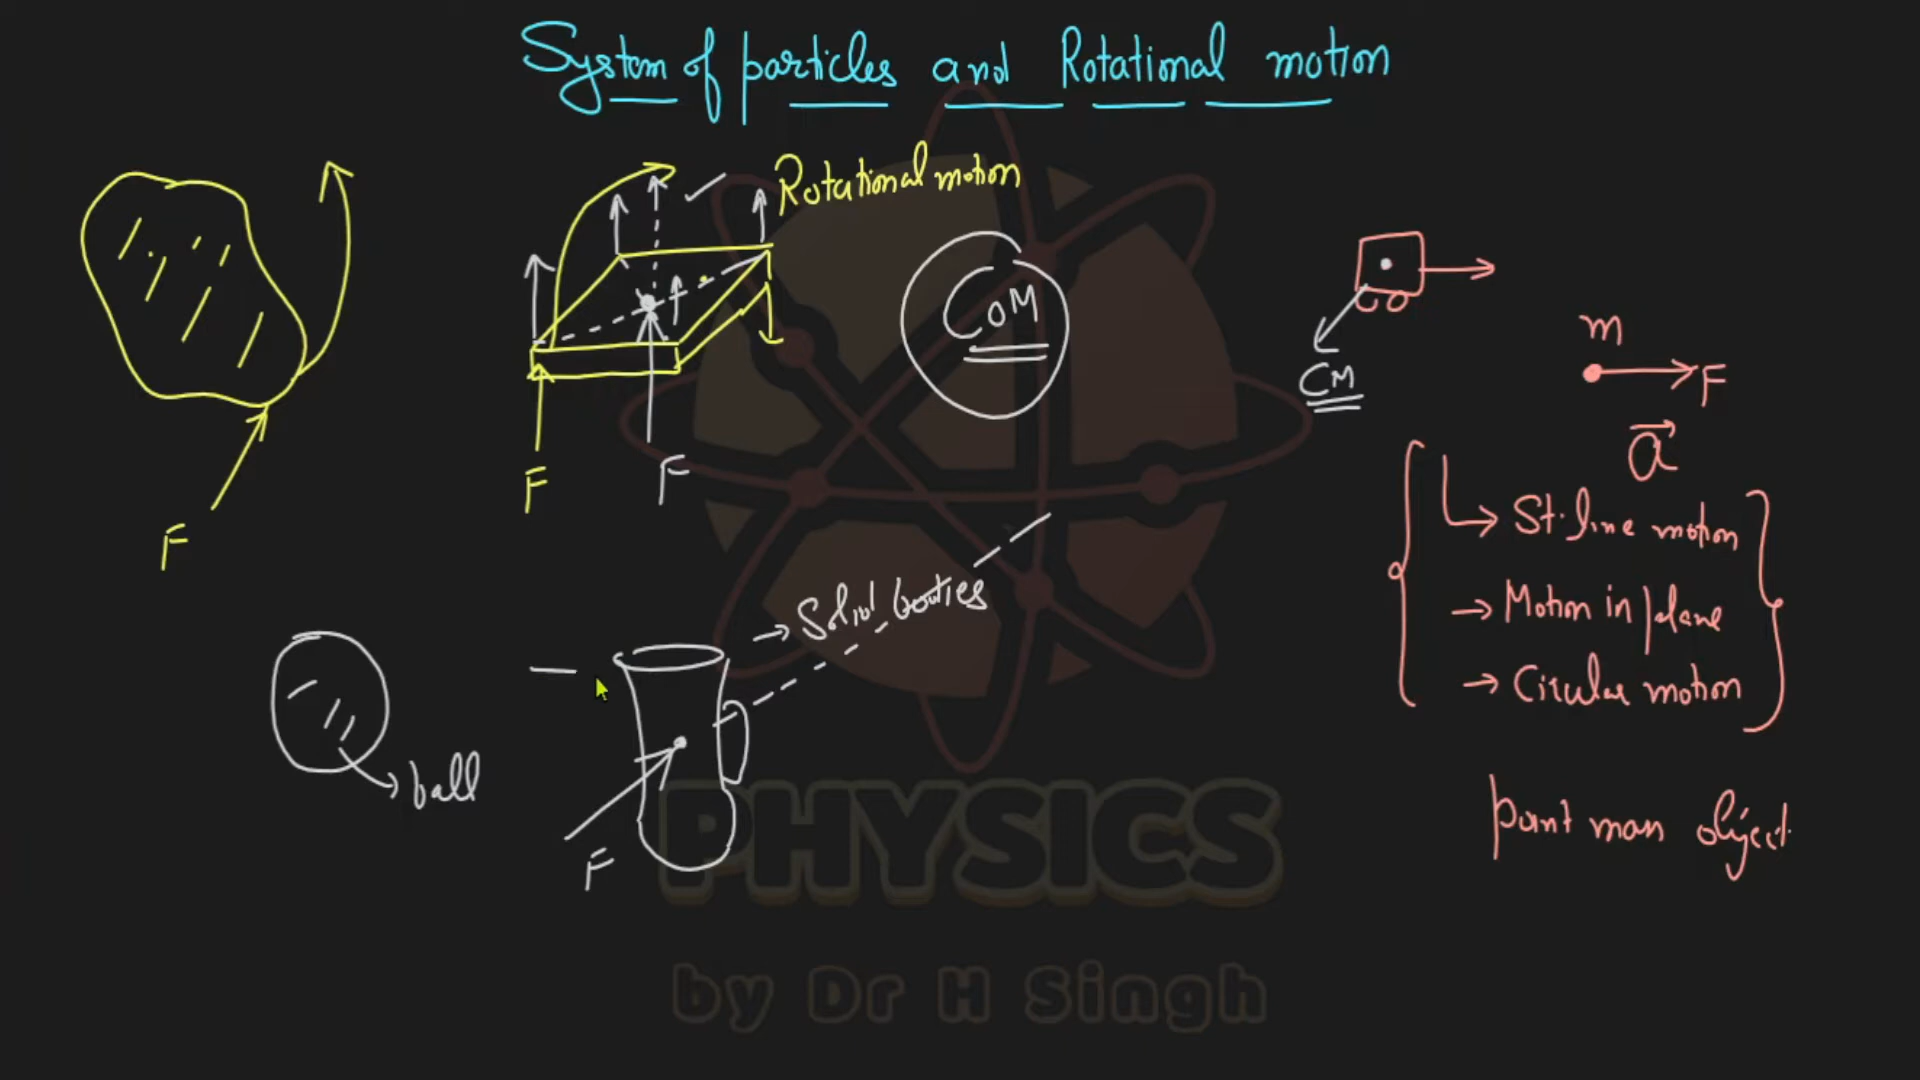 System of particles and Rotational motion
Rotational motion
COM
CM
m
F
a
F
F
F
→ St. line motion
→ Motion in plane
→ Circular motion
→ Solid bodies
ball
F
point mass object
PHYSICS
by Dr H Singh